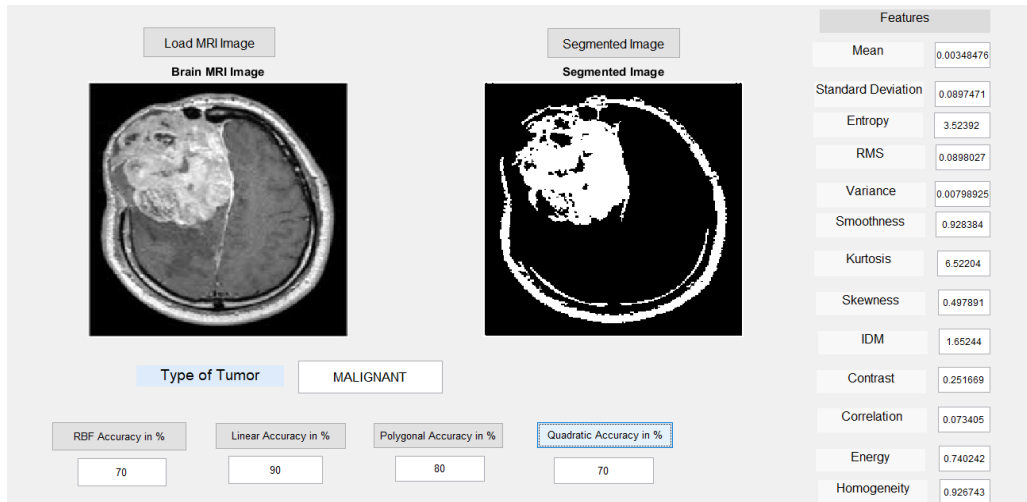 Load MRI Image
Brain MRI Image
Segmented Image
Segmented Image
Type of Tumor
MALIGNANT
RBF Accuracy in %
70
Linear Accuracy in %
90
Polygonal Accuracy in %
80
Quadratic Accuracy in %
70
Features
Mean
0.00348476
Standard Deviation
0.0897471
Entropy
3.52392
RMS
0.0898027
Variance
0.00798925
Smoothness
0.928384
Kurtosis
6.52204
Skewness
0.497891
IDM
1.65244
Contrast
0.251669
Correlation
0.073405
Energy
0.740242
Homogeneity
0.926743